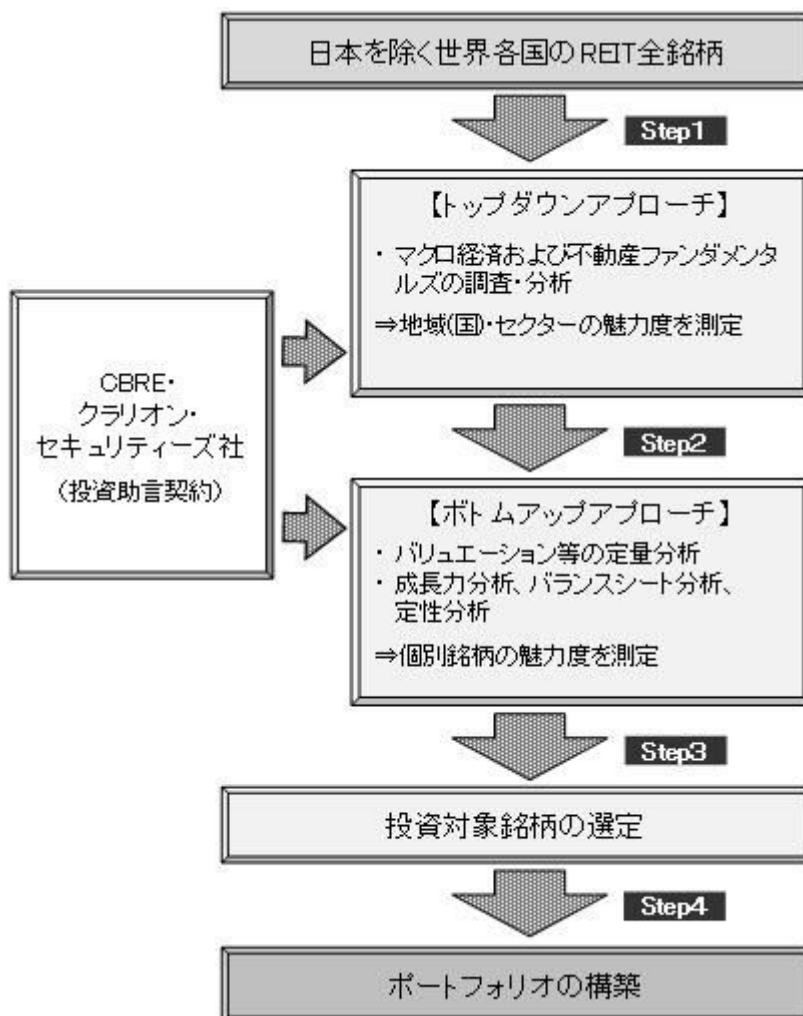 日本を除く世界各国のREIT全銘柄
Step1
【トップダウンアプローチ】
・ マクロ経済および不動産ファンダメンタ
ルズの調査・分析
⇒地域(国)・セクターの魅力度を測定
CBRE・
クラリオン・
セキュリティーズ社
（投資助言契約）
Step2
【ボトムアップアプローチ】
・ バリュエーション等の定量分析
・ 成長力分析、バランスシート分析、
定性分析
⇒個別銘柄の魅力度を測定
Step3
投資対象銘柄の選定
Step4
ポートフォリオの構築